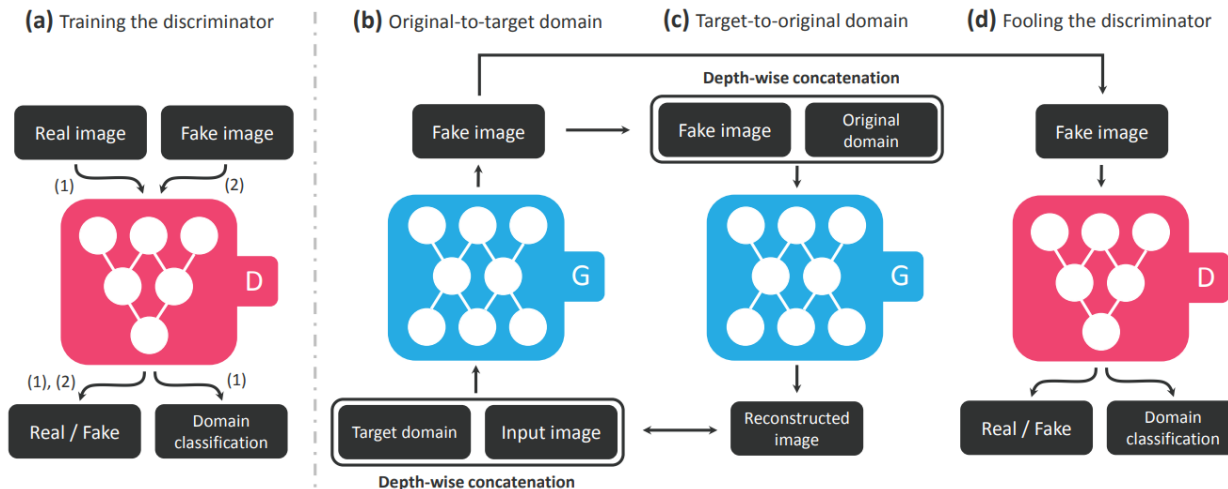 (a) Training the discriminator
(b) Original-to-target domain
(c) Target-to-original domain
(d) Fooling the discriminator
Real image
Fake image
(1)
(2)
D
(1), (2)
(1)
Real / Fake
Domain
classification
Fake image
G
Target domain
Input image
Depth-wise concatenation
Depth-wise concatenation
Fake image
Original
domain
G
Reconstructed
image
Fake image
D
Real / Fake
Domain
classification